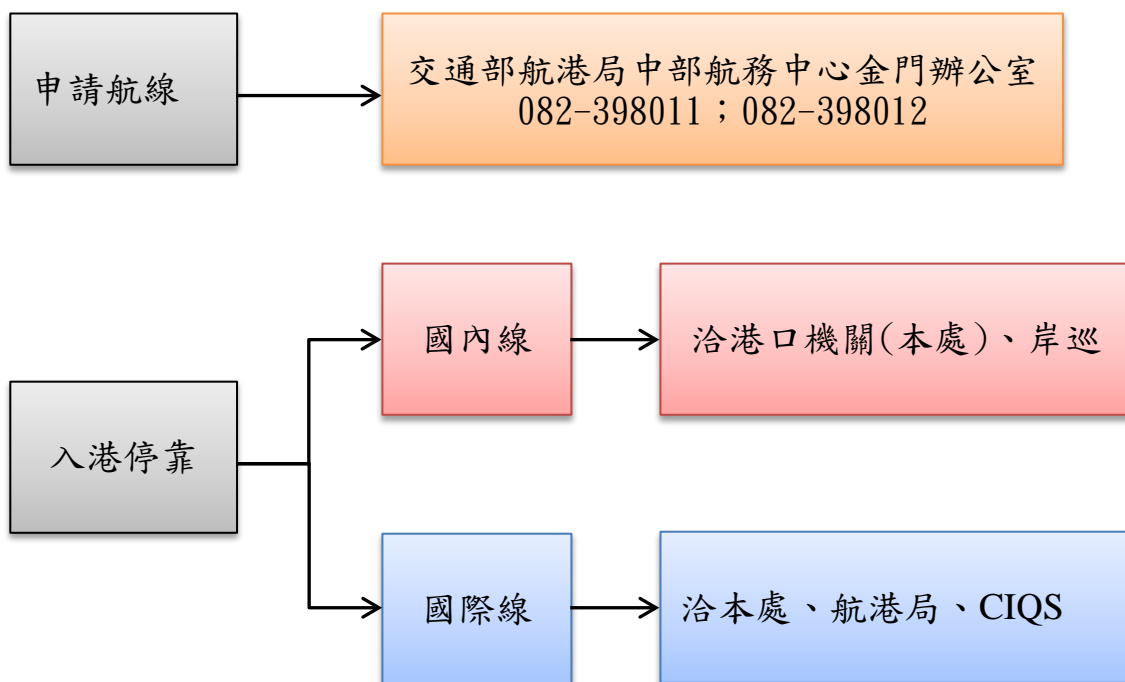 申請航線
交通部航港局中部航務中心金門辦公室
082-398011；082-398012
國內線
洽港口機關(本處)、岸巡
入港停靠
國際線
洽本處、航港局、CIQS